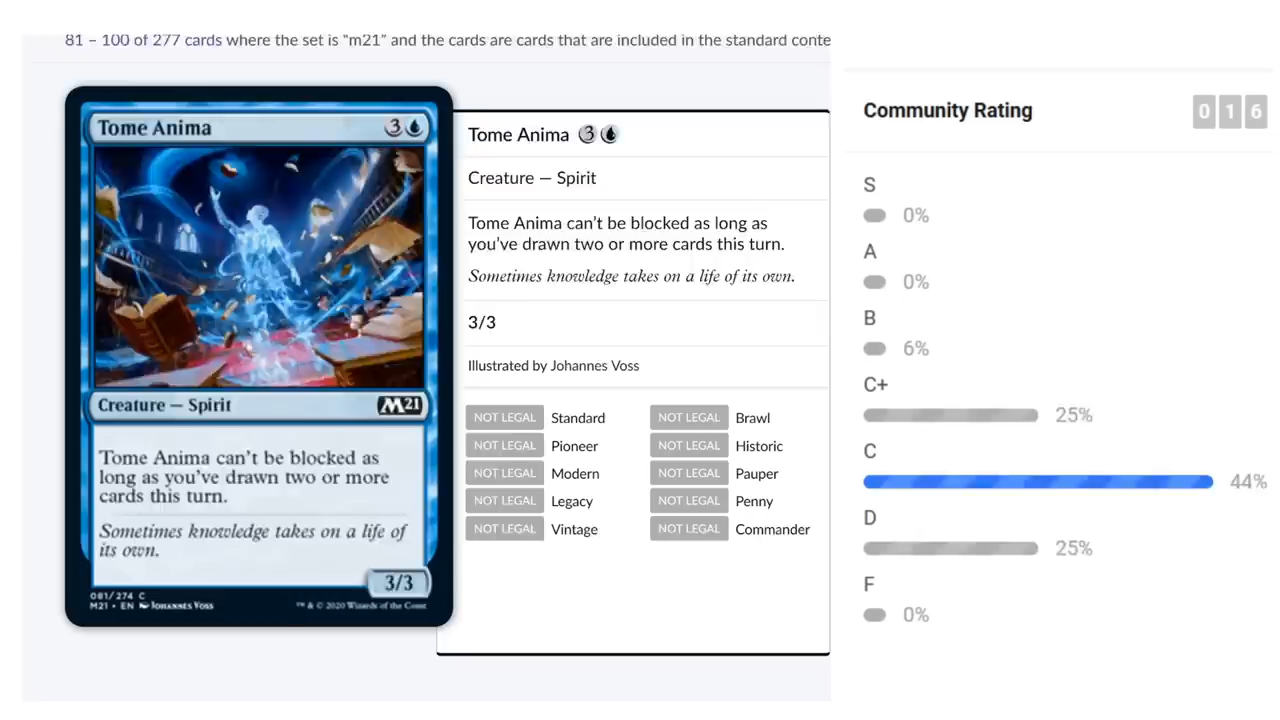 81 – 100 of 277 cards where the set is “m21” and the cards are cards that are included in the standard conte
Tome Anima 3
Creature — Spirit
M21
Tome Anima can't be blocked as
long as you've drawn two or more
cards this turn.
Sometimes knowledge takes on a life of
its own.
3/3
081/274 C
M21 • EN Johannes Voss
™ & © 2020 Wizards of the Coast
Tome Anima 3
Creature — Spirit
Tome Anima can't be blocked as long as
you've drawn two or more cards this turn.
Sometimes knowledge takes on a life of its own.
3/3
Illustrated by Johannes Voss
NOT LEGAL Standard NOT LEGAL Brawl
NOT LEGAL Pioneer NOT LEGAL Historic
NOT LEGAL Modern NOT LEGAL Pauper
NOT LEGAL Legacy NOT LEGAL Penny
NOT LEGAL Vintage NOT LEGAL Commander
Community Rating 0 1 6
S
0%
A
0%
B
6%
C+
25%
C
44%
D
25%
F
0%